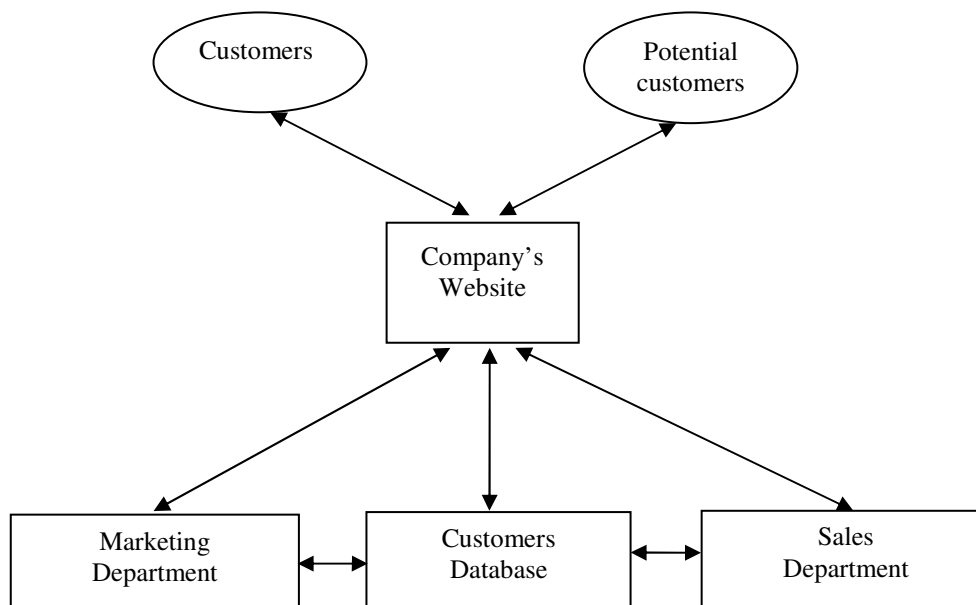 Customers
Potential
customers
Company’s
Website
Marketing
Department
Customers
Database
Sales
Department